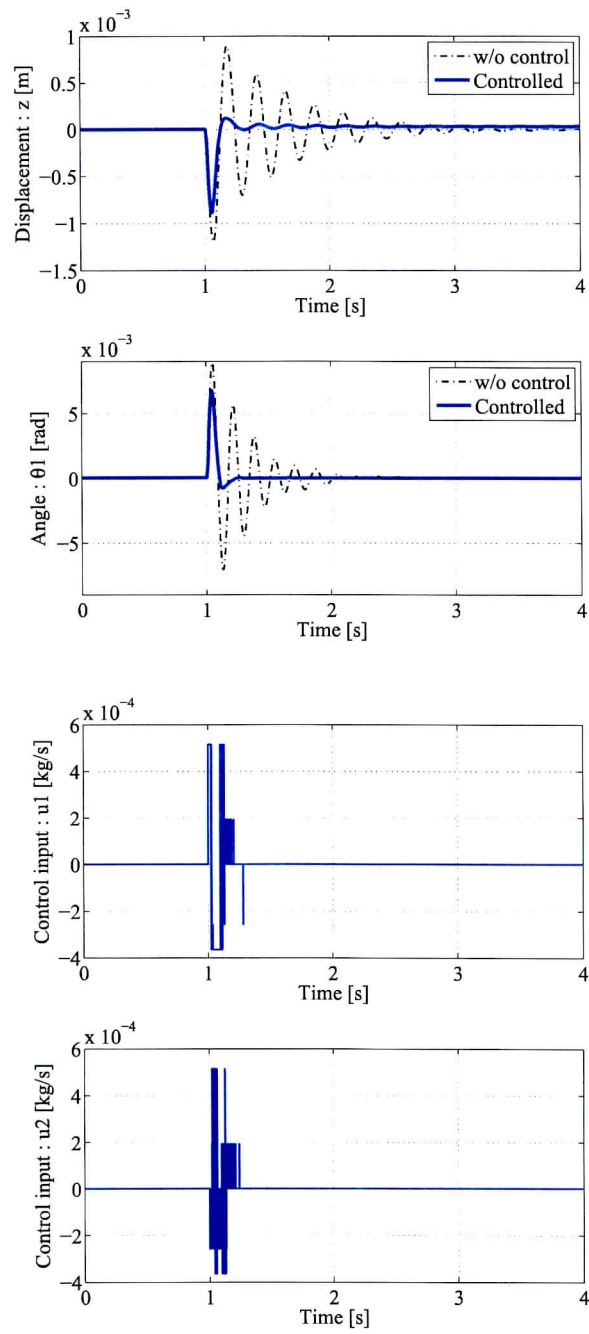 x 10⁻³
1
0.5
0
−0.5
−1
−1.5
Displacement : z [m]
w/o control
Controlled
0 1 2 3 4
Time [s]
x 10⁻³
5
0
−5
Angle : θ1 [rad]
w/o control
Controlled
0 1 2 3 4
Time [s]
x 10⁻⁴
6
4
2
0
−2
−4
Control input : u1 [kg/s]
0 1 2 3 4
Time [s]
x 10⁻⁴
6
4
2
0
−2
−4
Control input : u2 [kg/s]
0 1 2 3 4
Time [s]